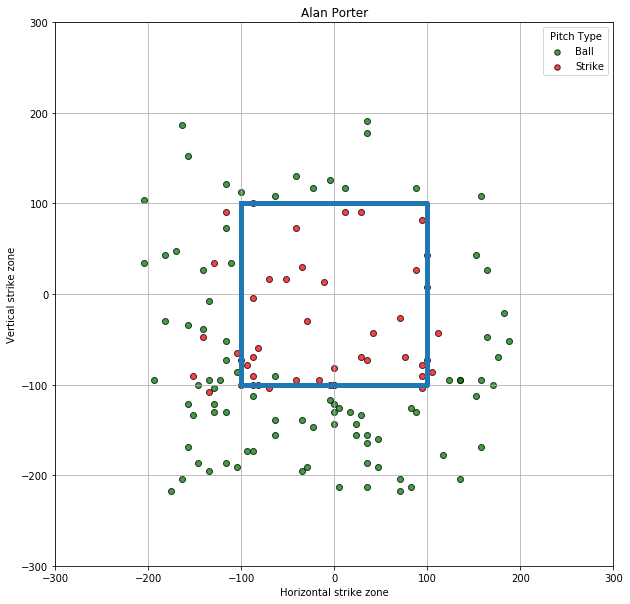 Alan Porter
Pitch Type
Ball
Strike
300
200
100
0
−100
−200
−300
Vertical strike zone
−300
−200
−100
0
100
200
300
Horizontal strike zone